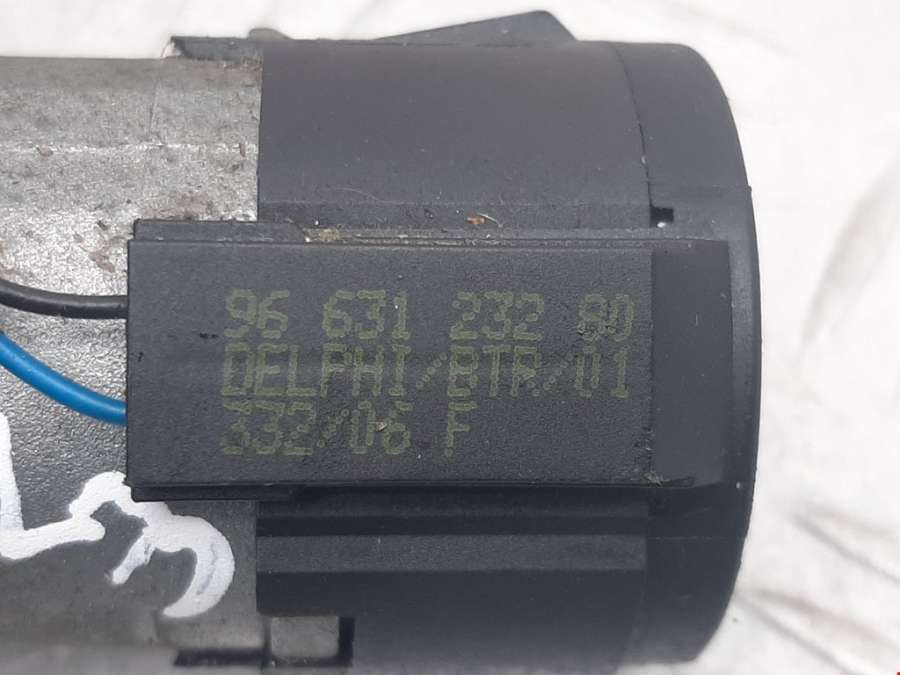 96 631 232 80
DELPHI/BTR/01
332/06 F